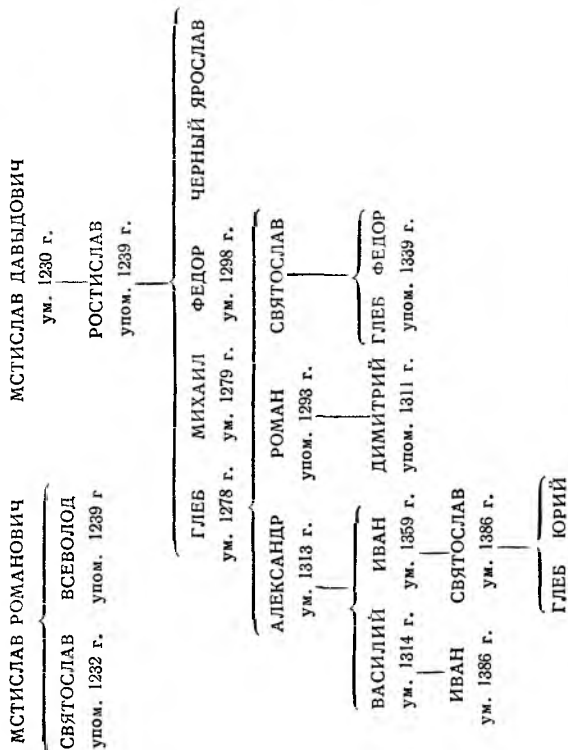 МСТИСЛАВ РОМАНОВИЧ
СВЯТОСЛАВ ВСЕВОЛОД
упом. 1232 г. упом. 1239 г
МСТИСЛАВ ДАВЫДОВИЧ
ум. 1230 г.
РОСТИСЛАВ
упом. 1239 г.
ГЛЕБ МИХАИЛ ФЕДОР ЧЕРНЫЙ ЯРОСЛАВ
ум. 1278 г. ум. 1279 г. ум. 1298 г.
АЛЕКСАНДР РОМАН СВЯТОСЛАВ
ум. 1313 г. упом. 1293 г.
ВАСИЛИЙ ИВАН ДИМИТРИЙ ГЛЕБ ФЕДОР
ум. 1314 г. ум. 1359 г. упом. 1311 г. упом. 1339 г.
ИВАН СВЯТОСЛАВ
ум. 1386 г. ум. 1386 г.
ГЛЕБ ЮРИЙ